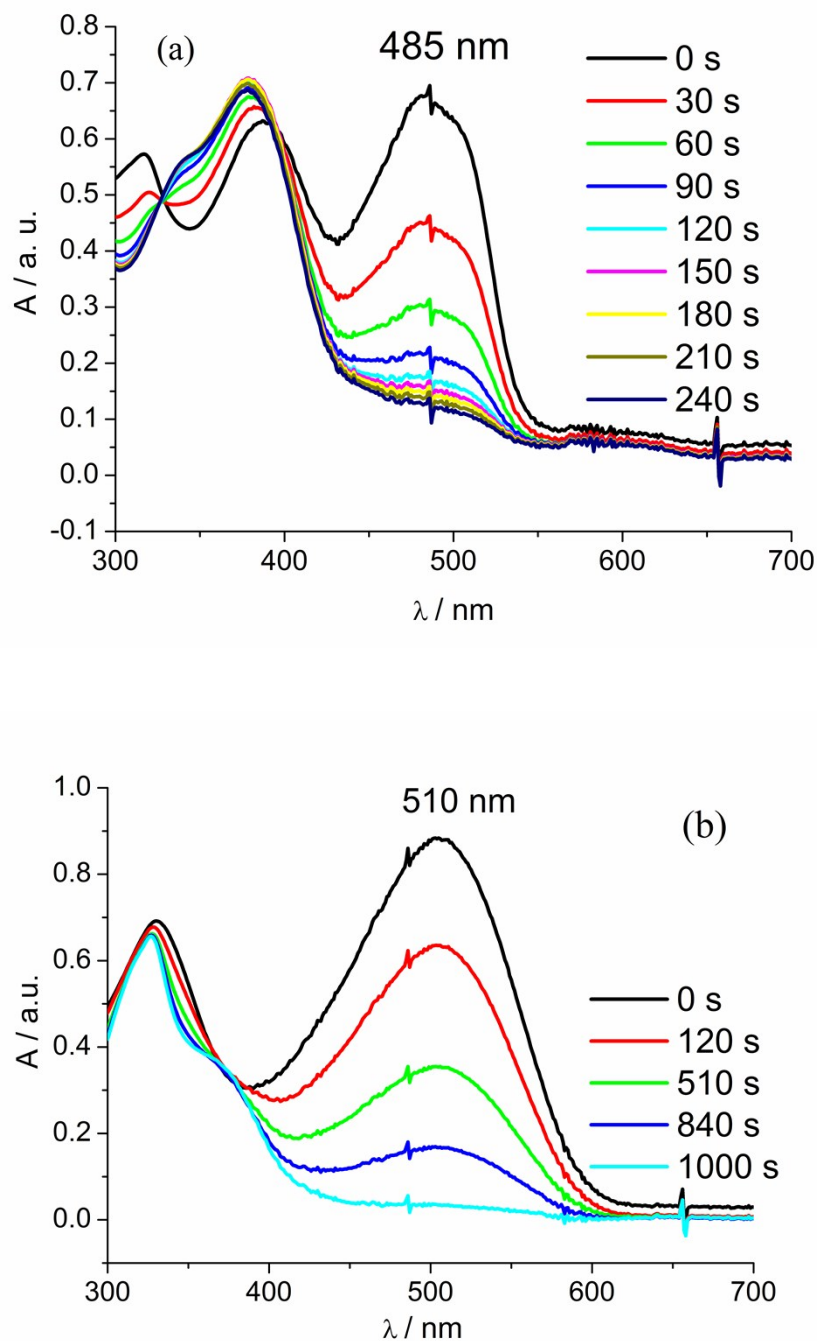 (a)
485 nm
0 s
30 s
60 s
90 s
120 s
150 s
180 s
210 s
240 s
0.8
0.7
0.6
0.5
0.4
0.3
0.2
0.1
0.0
-0.1
A / a. u.
300
400
500
600
700
λ / nm
510 nm
(b)
0 s
120 s
510 s
840 s
1000 s
1.0
0.8
0.6
0.4
0.2
0.0
A / a.u.
300
400
500
600
700
λ / nm